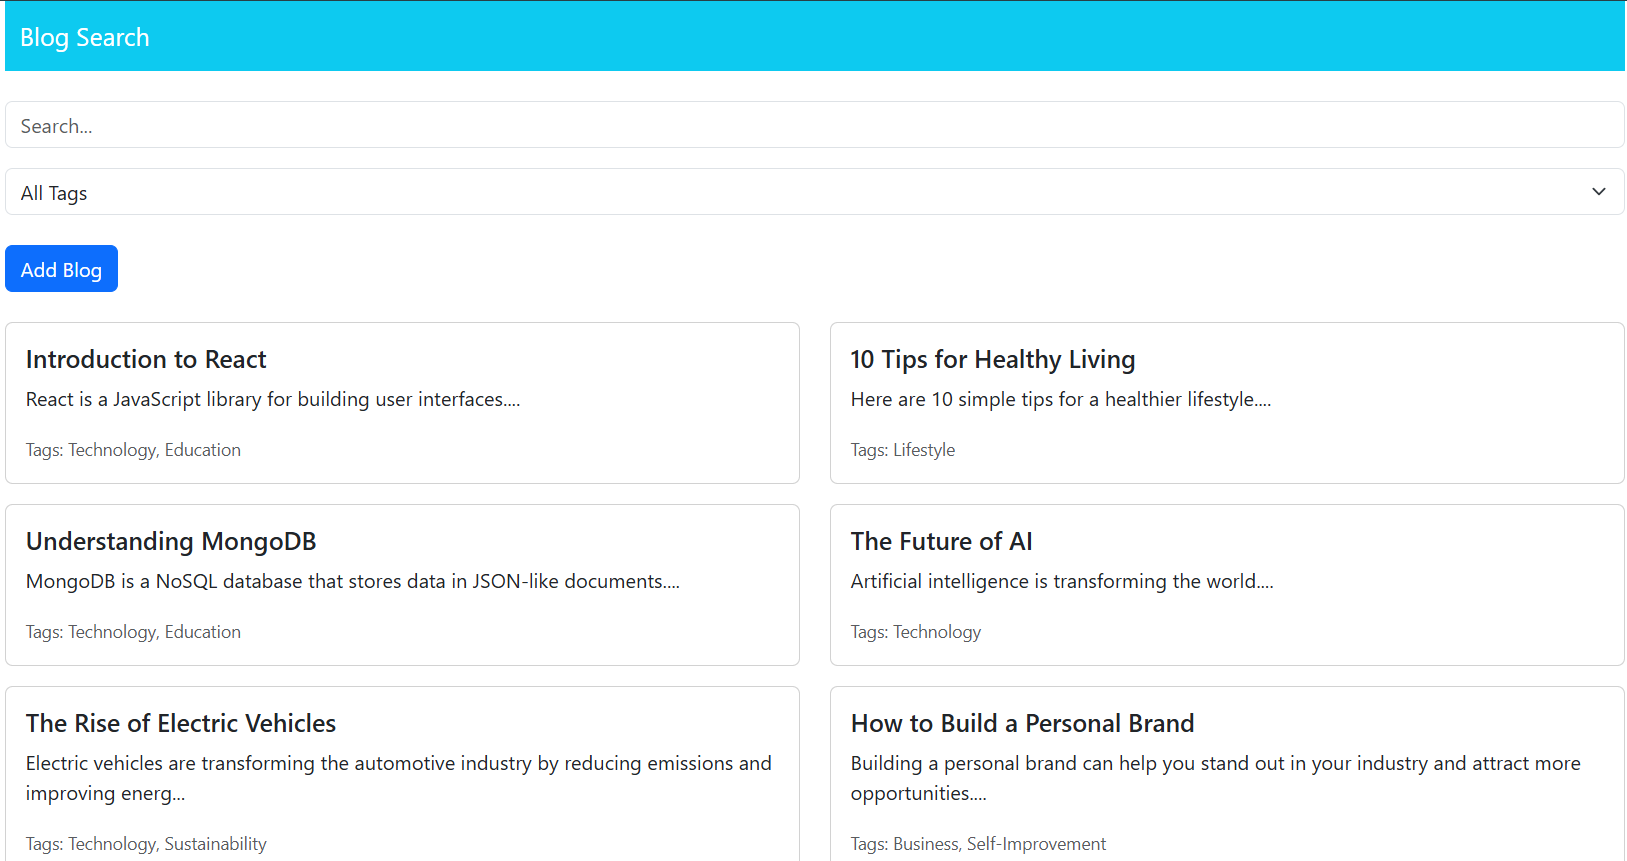 Blog Search
Search...
All Tags
Add Blog
Introduction to React
React is a JavaScript library for building user interfaces....
Tags: Technology, Education
10 Tips for Healthy Living
Here are 10 simple tips for a healthier lifestyle....
Tags: Lifestyle
Understanding MongoDB
MongoDB is a NoSQL database that stores data in JSON-like documents....
Tags: Technology, Education
The Future of AI
Artificial intelligence is transforming the world....
Tags: Technology
The Rise of Electric Vehicles
Electric vehicles are transforming the automotive industry by reducing emissions and
improving energ...
Tags: Technology, Sustainability
How to Build a Personal Brand
Building a personal brand can help you stand out in your industry and attract more
opportunities....
Tags: Business, Self-Improvement